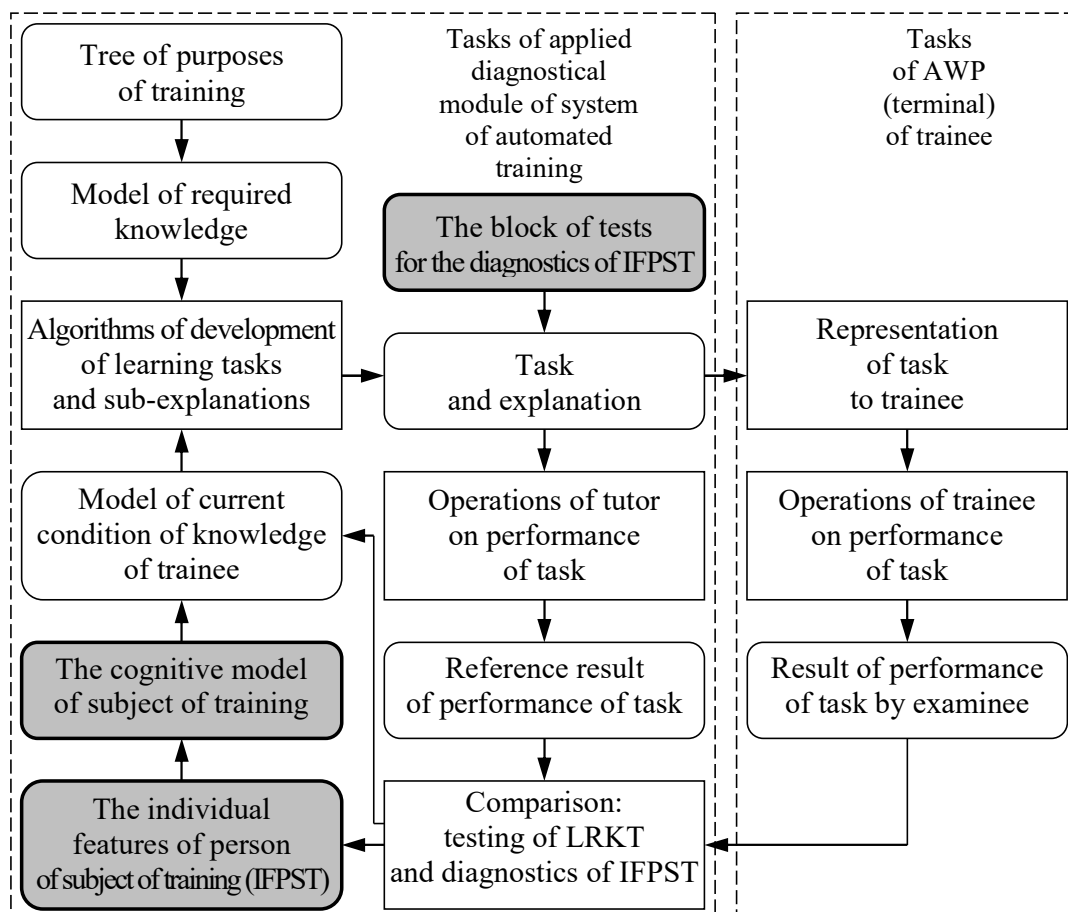 Tree of purposes
of training
Model of required
knowledge
Algorithms of development
of learning tasks
and sub-explanations
Model of current
condition of knowledge
of trainee
The cognitive model
of subject of training
The individual
features of person
of subject of training (IFPST)
Tasks of applied
diagnostical
module of system
of automated
training
The block of tests
for the diagnostics of IFPST
Task
and explanation
Operations of tutor
on performance
of task
Reference result
of performance of task
Comparison:
testing of LRKT
and diagnostics of IFPST
Tasks
of AWP
(terminal)
of trainee
Representation
of task
to trainee
Operations of trainee
on performance
of task
Result of performance
of task by examinee